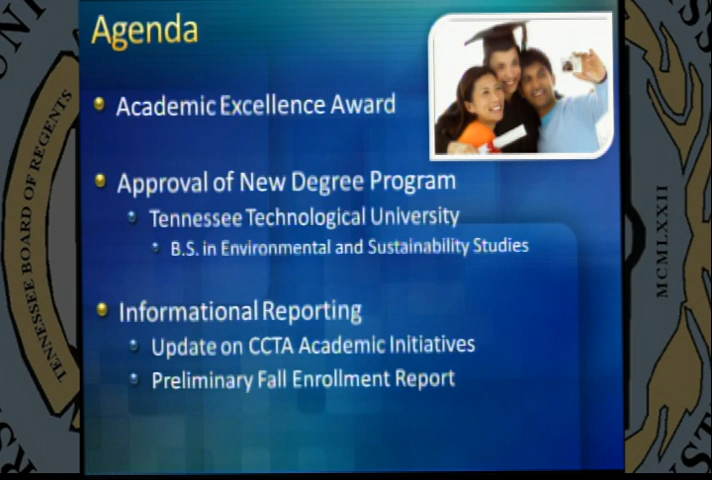 Agenda
Academic Excellence Award
Approval of New Degree Program
Tennessee Technological University
B.S. in Environmental and Sustainability Studies
Informational Reporting
Update on CCTA Academic Initiatives
Preliminary Fall Enrollment Report
TENNESSEE BOARD OF REGENTS
MCMLXXII